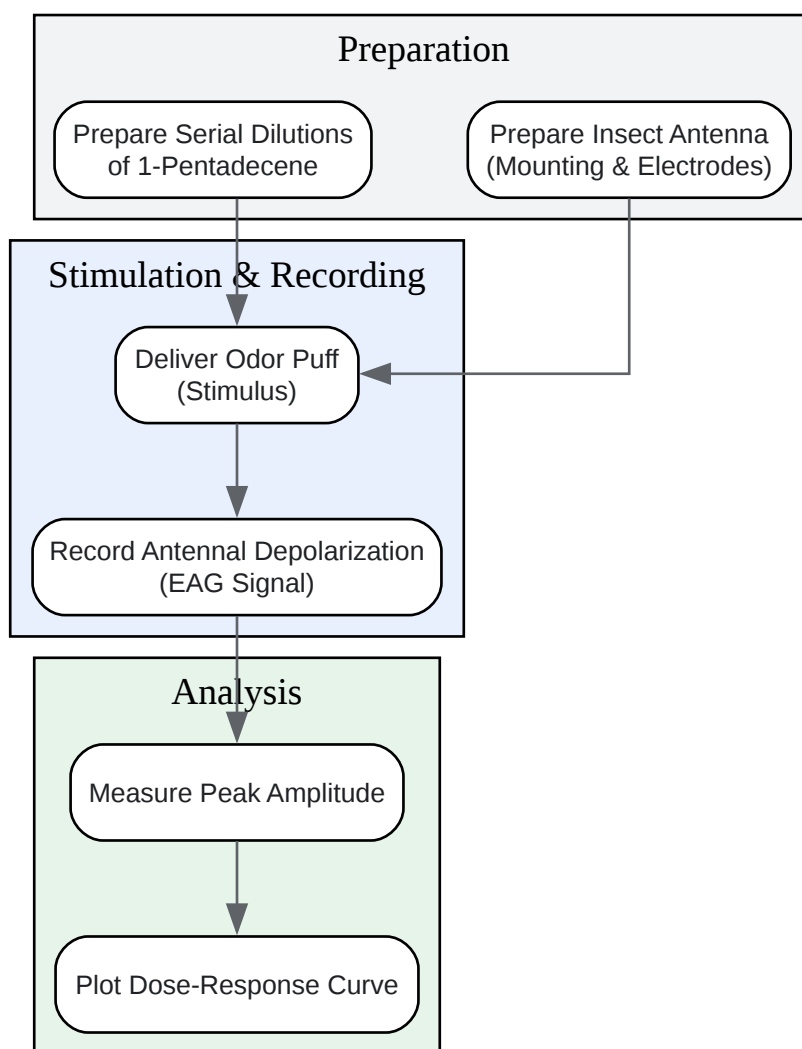 Preparation
Prepare Serial Dilutions
of 1-Pentadecene
Prepare Insect Antenna
(Mounting & Electrodes)
Stimulation & Recording
Deliver Odor Puff
(Stimulus)
Record Antennal Depolarization
(EAG Signal)
Analysis
Measure Peak Amplitude
Plot Dose-Response Curve